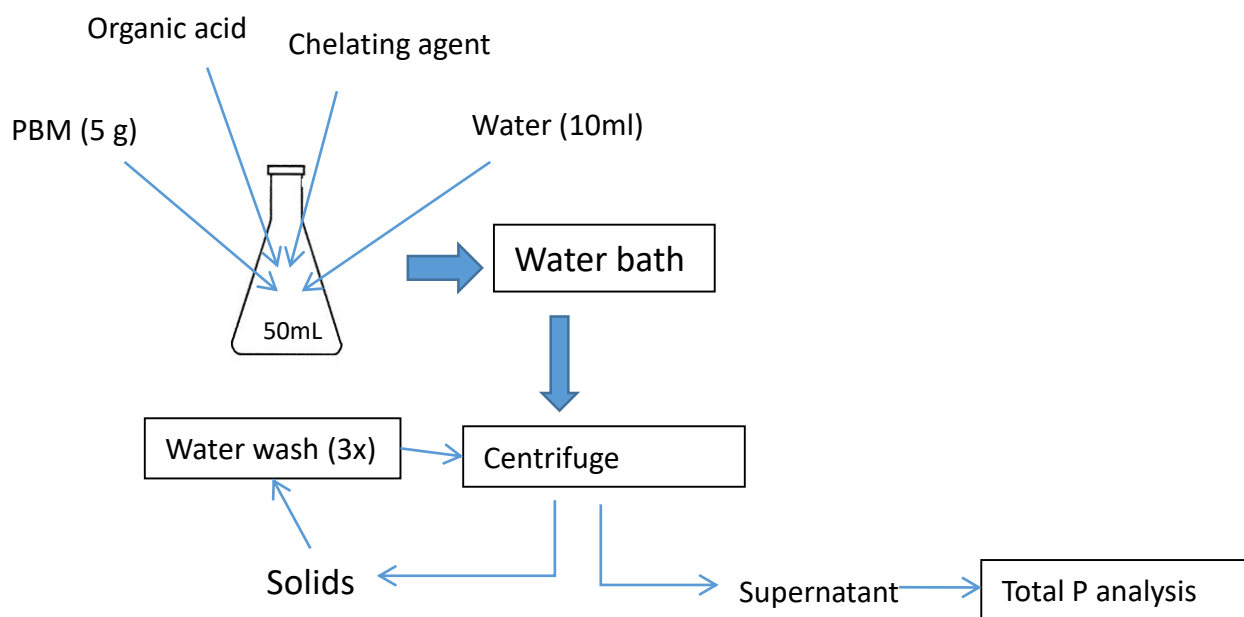 Organic acid
Chelating agent
PBM (5 g)
Water (10ml)
50mL
Water bath
Water wash (3x)
Centrifuge
Solids
Supernatant
Total P analysis